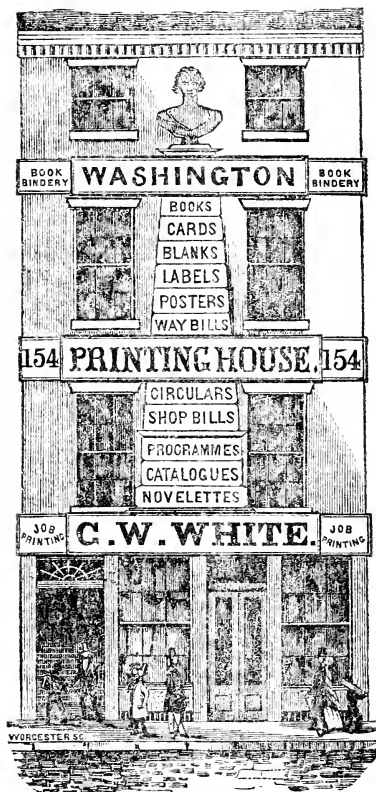 BOOK BINDERY WASHINGTON BOOK BINDERY
BOOKS
CARDS
BLANKS
LABELS
POSTERS
WAY BILLS
154 PRINTING HOUSE. 154
CIRCULARS
SHOP BILLS
PROGRAMMES
CATALOGUES
NOVELETTES
JOB PRINTING C. W. WHITE. JOB PRINTING
WORCESTER SC.